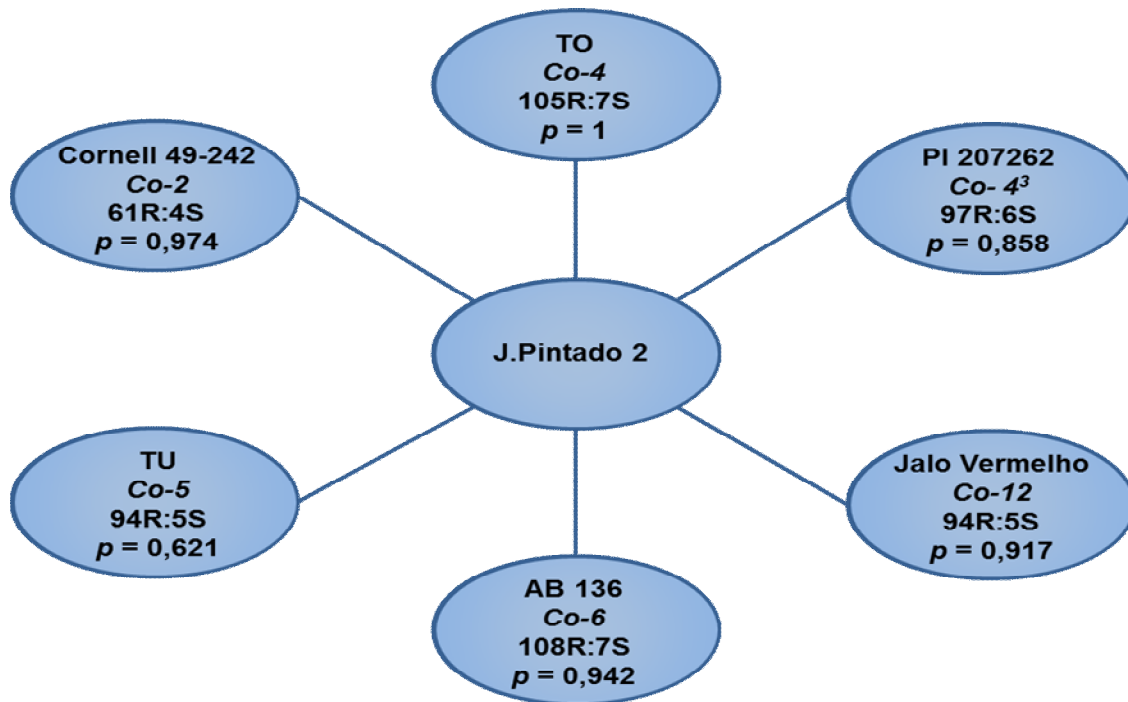 TO
Co-4
105R:7S
p = 1
Cornell 49-242
Co-2
61R:4S
p = 0,974
PI 207262
Co- 4³
97R:6S
p = 0,858
J.Pintado 2
TU
Co-5
94R:5S
p = 0,621
Jalo Vermelho
Co-12
94R:5S
p = 0,917
AB 136
Co-6
108R:7S
p = 0,942